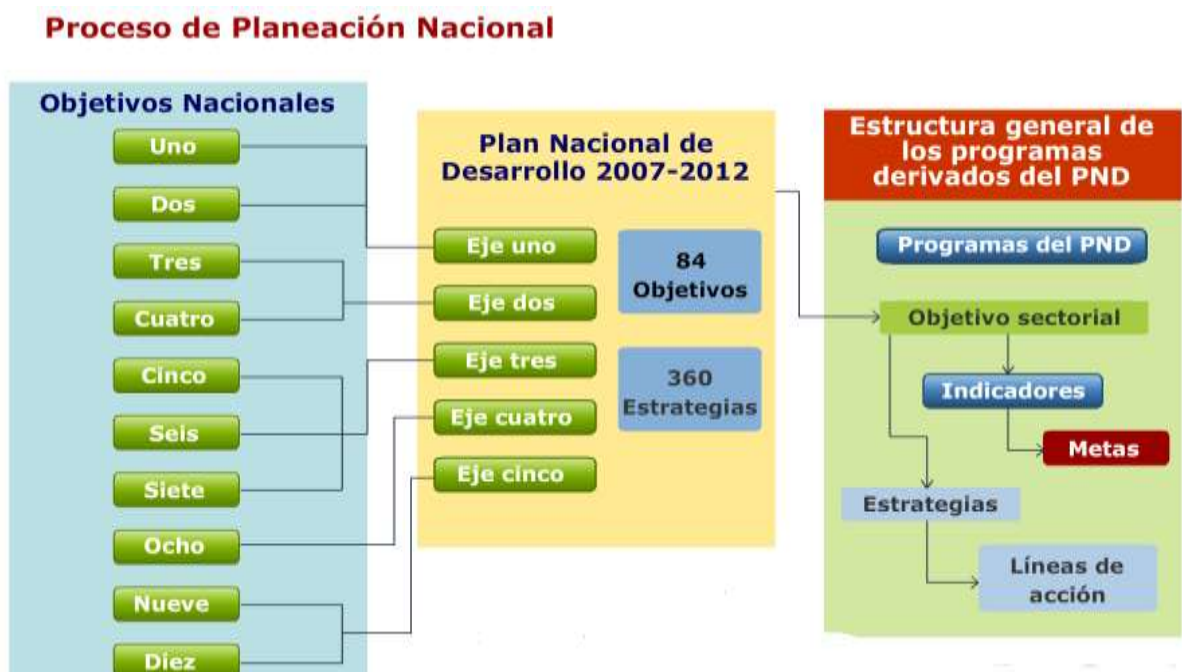 Proceso de Planeación Nacional
Objetivos Nacionales
Uno
Dos
Tres
Cuatro
Cinco
Seis
Siete
Ocho
Nueve
Diez
Plan Nacional de
Desarrollo 2007-2012
Eje uno
Eje dos
Eje tres
Eje cuatro
Eje cinco
84
Objetivos
360
Estrategias
Estructura general de
los programas
derivados del PND
Programas del PND
Objetivo sectorial
Indicadores
Metas
Estrategias
Líneas de
acción